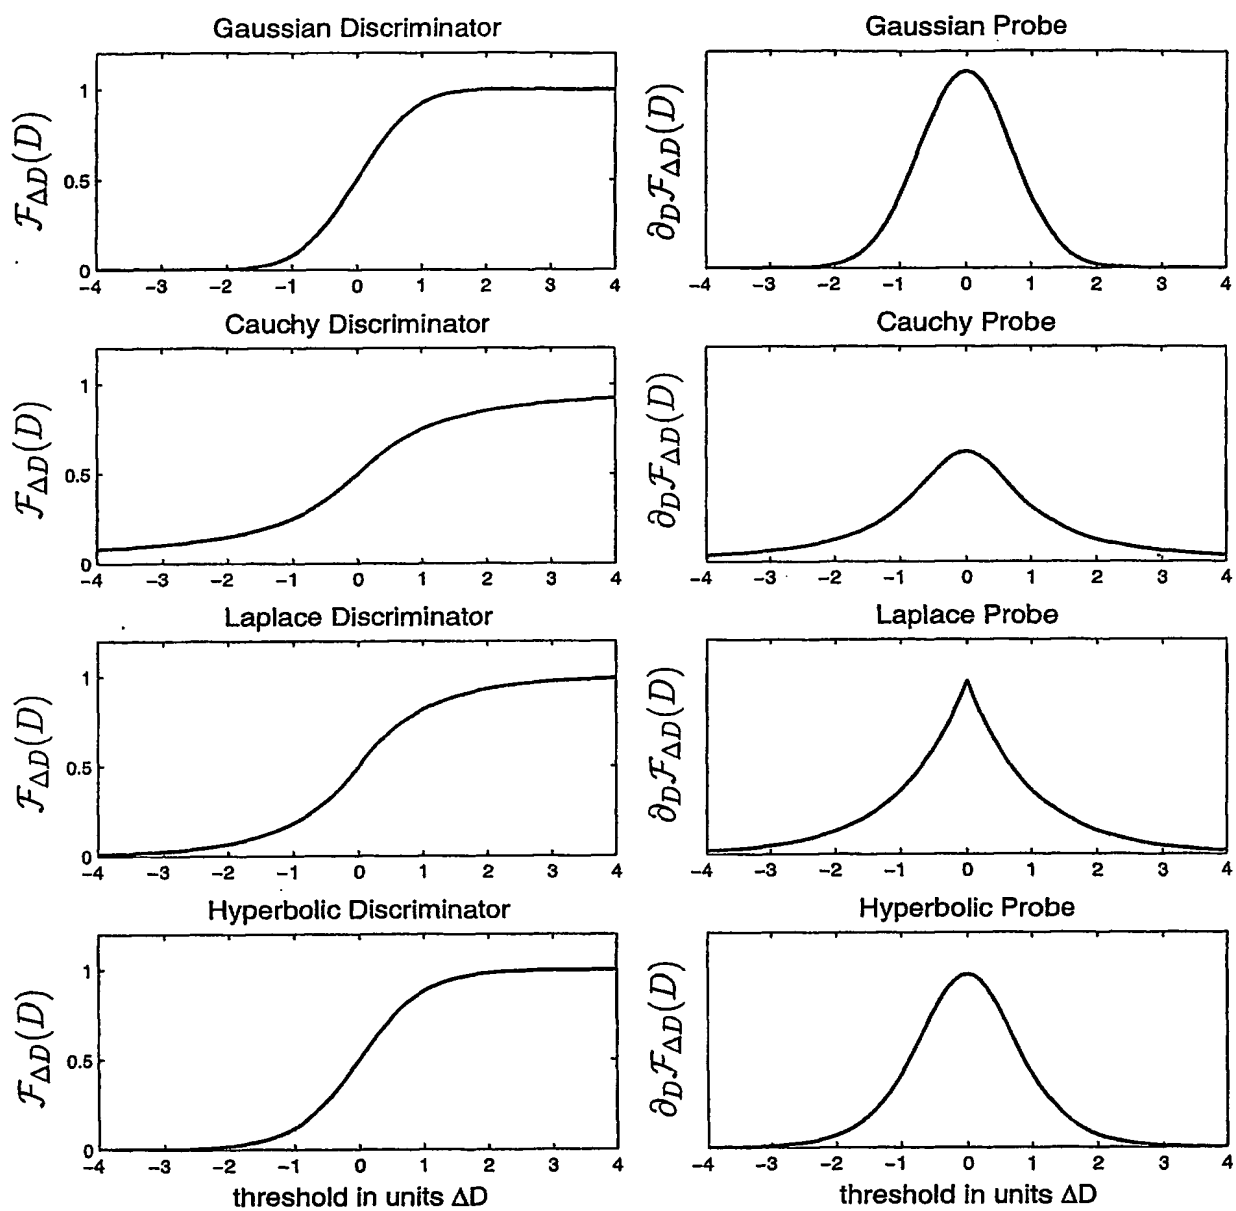 Gaussian Discriminator
Gaussian Probe
ℱΔD(D)
1
0.5
0
−4 −3 −2 −1 0 1 2 3 4
∂Dℱ​ΔD(D)
−4 −3 −2 −1 0 1 2 3 4
Cauchy Discriminator
Cauchy Probe
ℱΔD(D)
1
0.5
0
−4 −3 −2 −1 0 1 2 3 4
∂DℱΔD(D)
−4 −3 −2 −1 0 1 2 3 4
Laplace Discriminator
Laplace Probe
ℱΔD(D)
1
0.5
0
−4 −3 −2 −1 0 1 2 3 4
∂DℱΔD(D)
−4 −3 −2 −1 0 1 2 3 4
Hyperbolic Discriminator
Hyperbolic Probe
ℱΔD(D)
1
0.5
0
−4 −3 −2 −1 0 1 2 3 4
threshold in units ΔD
∂DℱΔD(D)
−4 −3 −2 −1 0 1 2 3 4
threshold in units ΔD